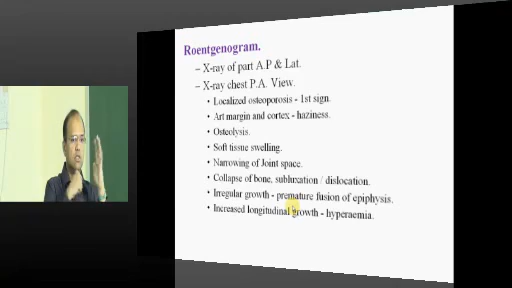 Roentgenogram.
– X-ray of part A.P & Lat.
– X-ray chest P.A. View.
• Localized osteoporosis - 1st sign.
• Art margin and cortex - haziness.
• Osteolysis.
• Soft tissue swelling.
• Narrowing of Joint space.
• Collapse of bone, subluxation / dislocation.
• Irregular growth - premature fusion of epiphysis.
• Increased longitudinal growth - hyperaemia.